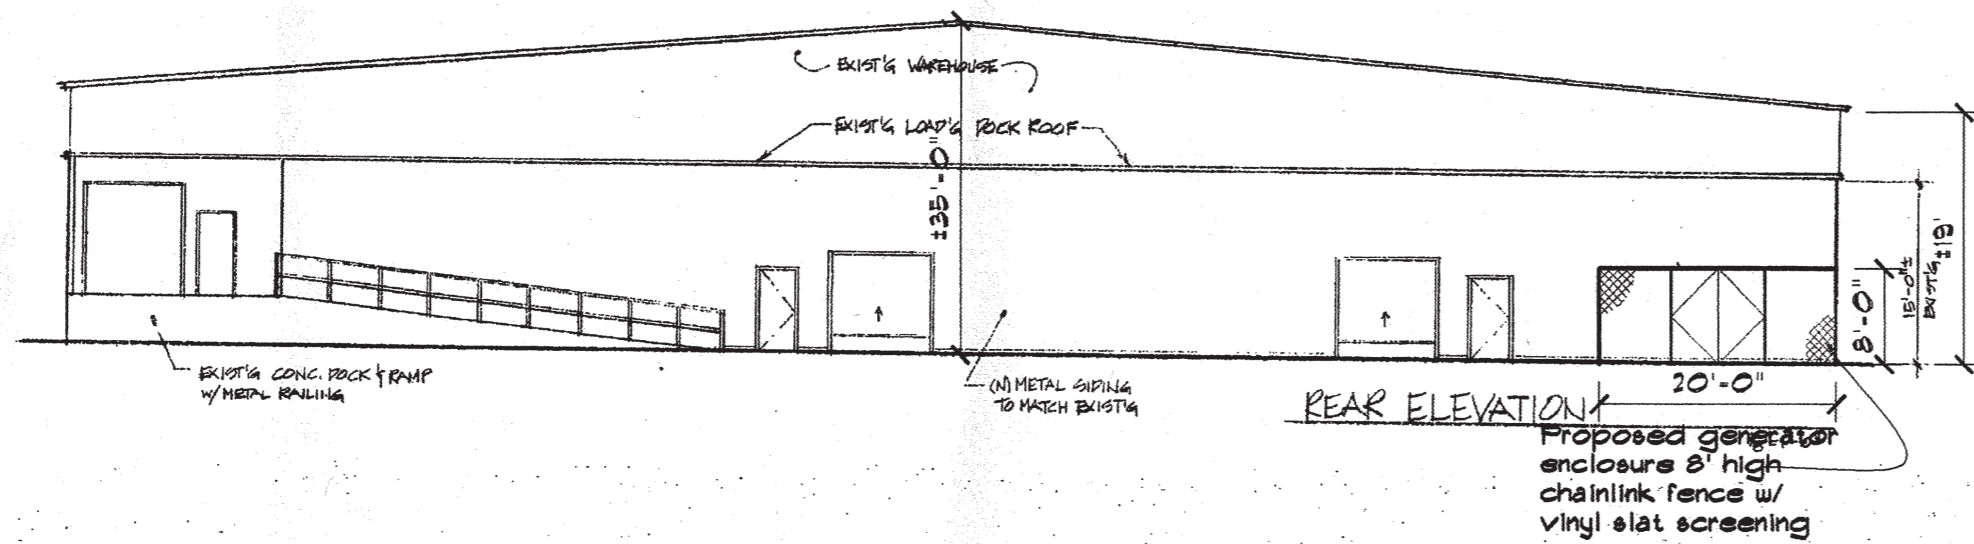 EXIST'G WAREHOUSE
EXIST'G LOAD'G DOCK ROOF
±35'-0"
8'-0"
15'-0"±
EXIST'G
±19'
EXIST'G CONC. DOCK & RAMP
W/ METAL RAILING
(N) METAL SIDING
TO MATCH EXIST'G
20'-0"
REAR ELEVATION
Proposed generator
enclosure 8' high
chainlink fence w/
vinyl slat screening